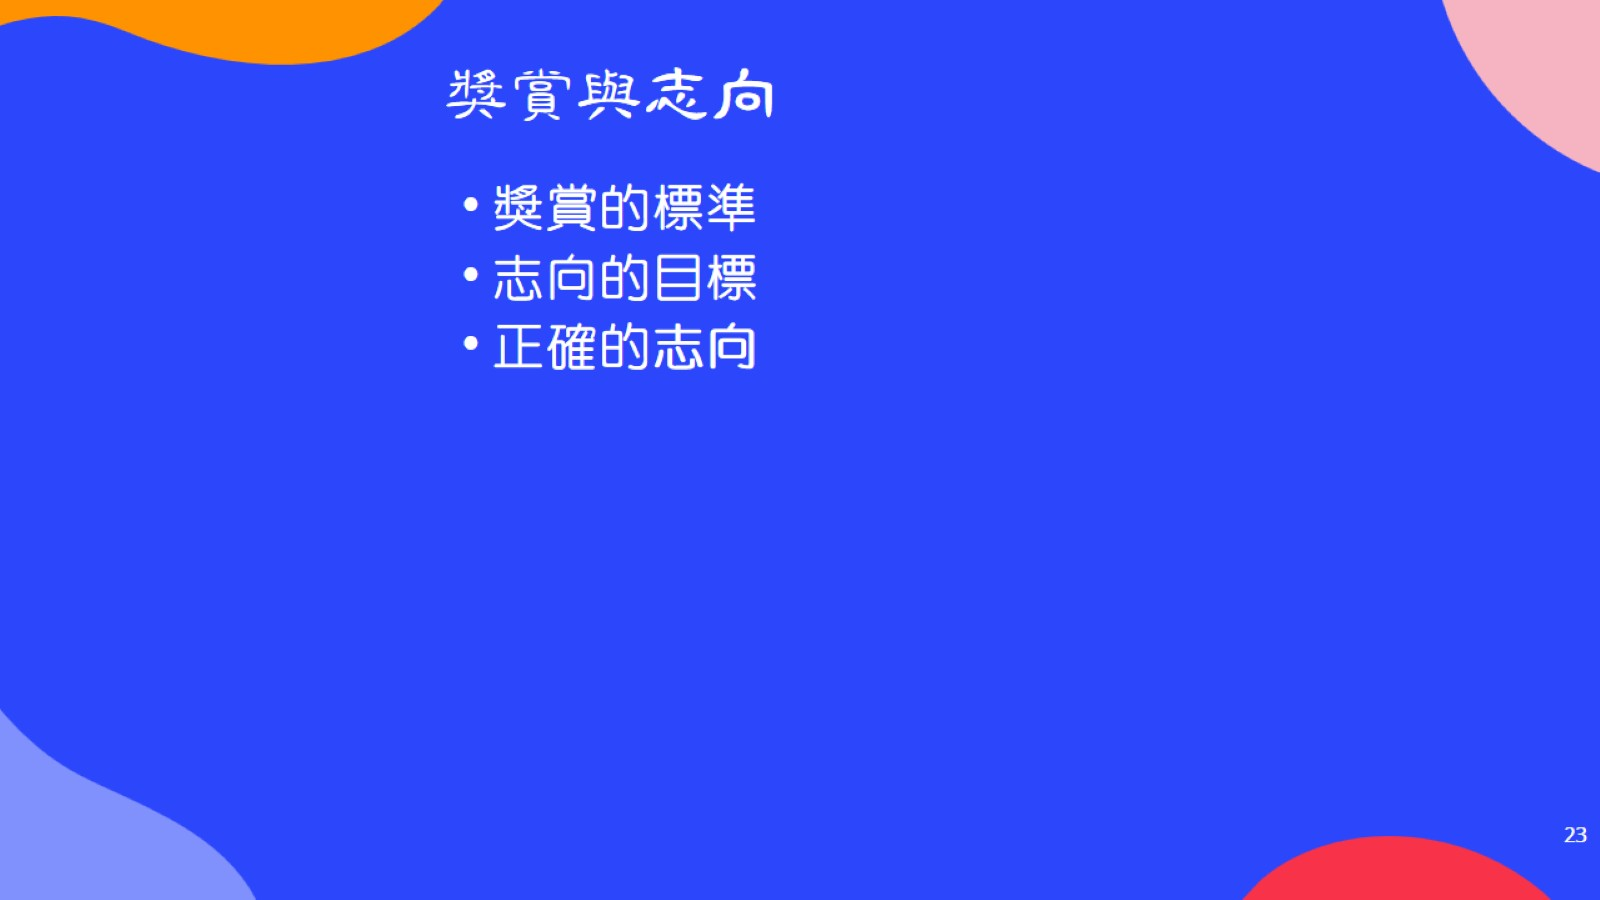 獎賞與志向
• 獎賞的標準
• 志向的目標
• 正確的志向
23